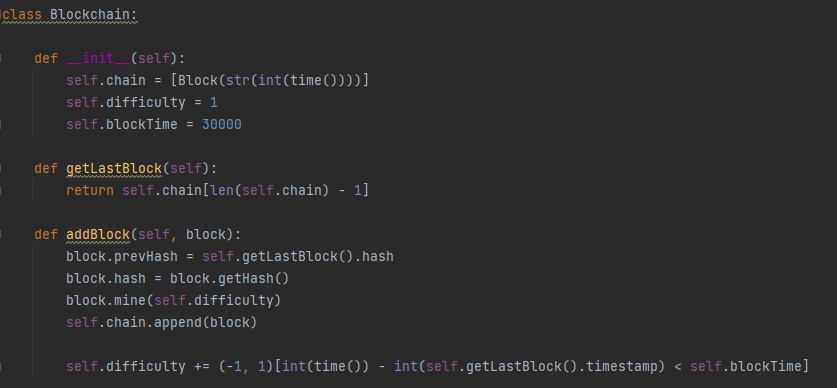 class Blockchain:
    def __init__(self):
        self.chain = [Block(str(int(time())))]
        self.difficulty = 1
        self.blockTime = 30000
    def getLastBlock(self):
        return self.chain[len(self.chain) - 1]
    def addBlock(self, block):
        block.prevHash = self.getLastBlock().hash
        block.hash = block.getHash()
        block.mine(self.difficulty)
        self.chain.append(block)
        self.difficulty += (-1, 1)[int(time()) - int(self.getLastBlock().timestamp) < self.blockTime]